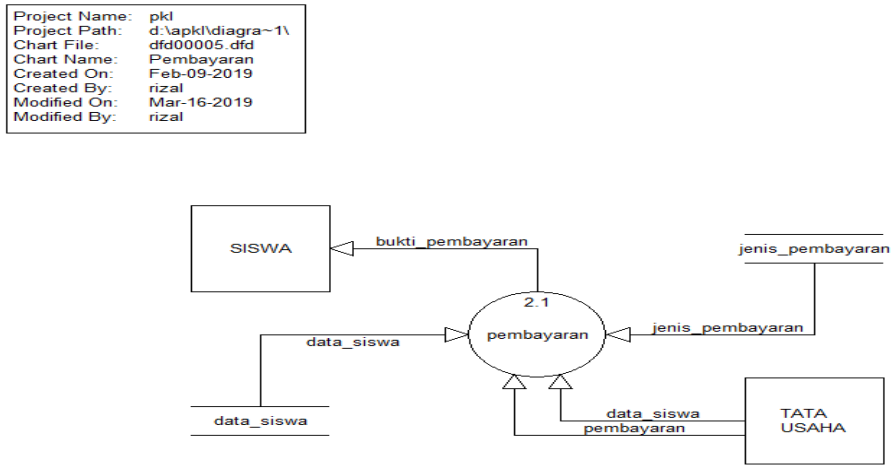 Project Name: pkl
Project Path: d:\apkl\diagra~1\
Chart File: dfd00005.dfd
Chart Name: Pembayaran
Created On: Feb-09-2019
Created By: rizal
Modified On: Mar-16-2019
Modified By: rizal
SISWA
bukti_pembayaran
jenis_pembayaran
2.1
pembayaran
jenis_pembayaran
data_siswa
data_siswa
data_siswa
pembayaran
TATA
USAHA